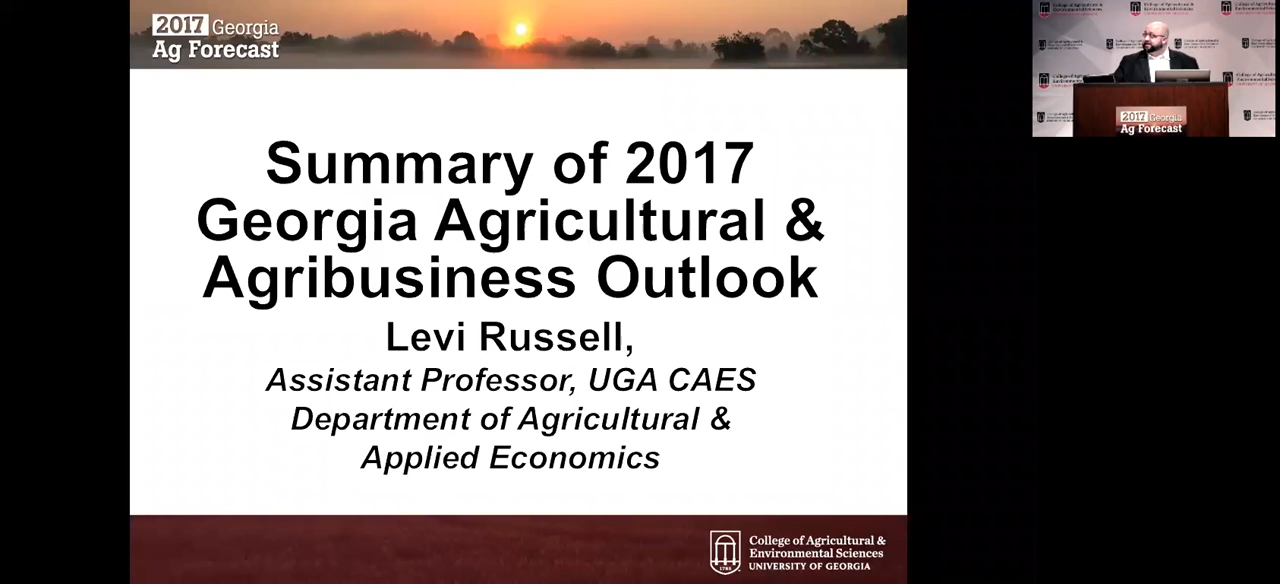 2017 Georgia
Ag Forecast
Summary of 2017
Georgia Agricultural &
Agribusiness Outlook
Levi Russell,
Assistant Professor, UGA CAES
Department of Agricultural &
Applied Economics
1785
College of Agricultural &
Environmental Sciences
UNIVERSITY OF GEORGIA
2017 Georgia
Ag Forecast